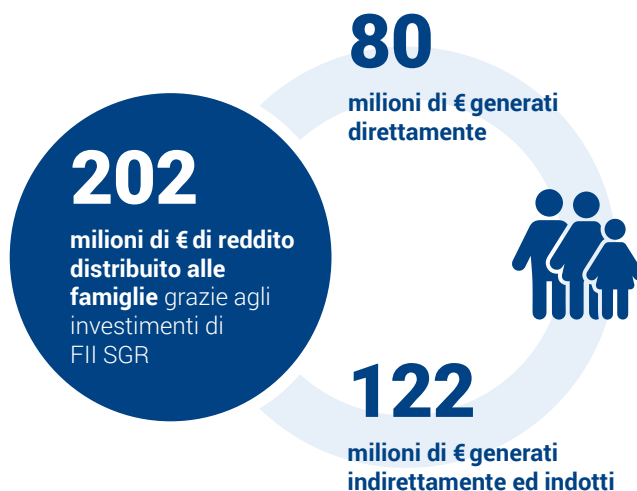 80
milioni di € generati
direttamente
202
milioni di € di reddito
distribuito alle
famiglie grazie agli
investimenti di
FII SGR
122
milioni di € generati
indirettamente ed indotti